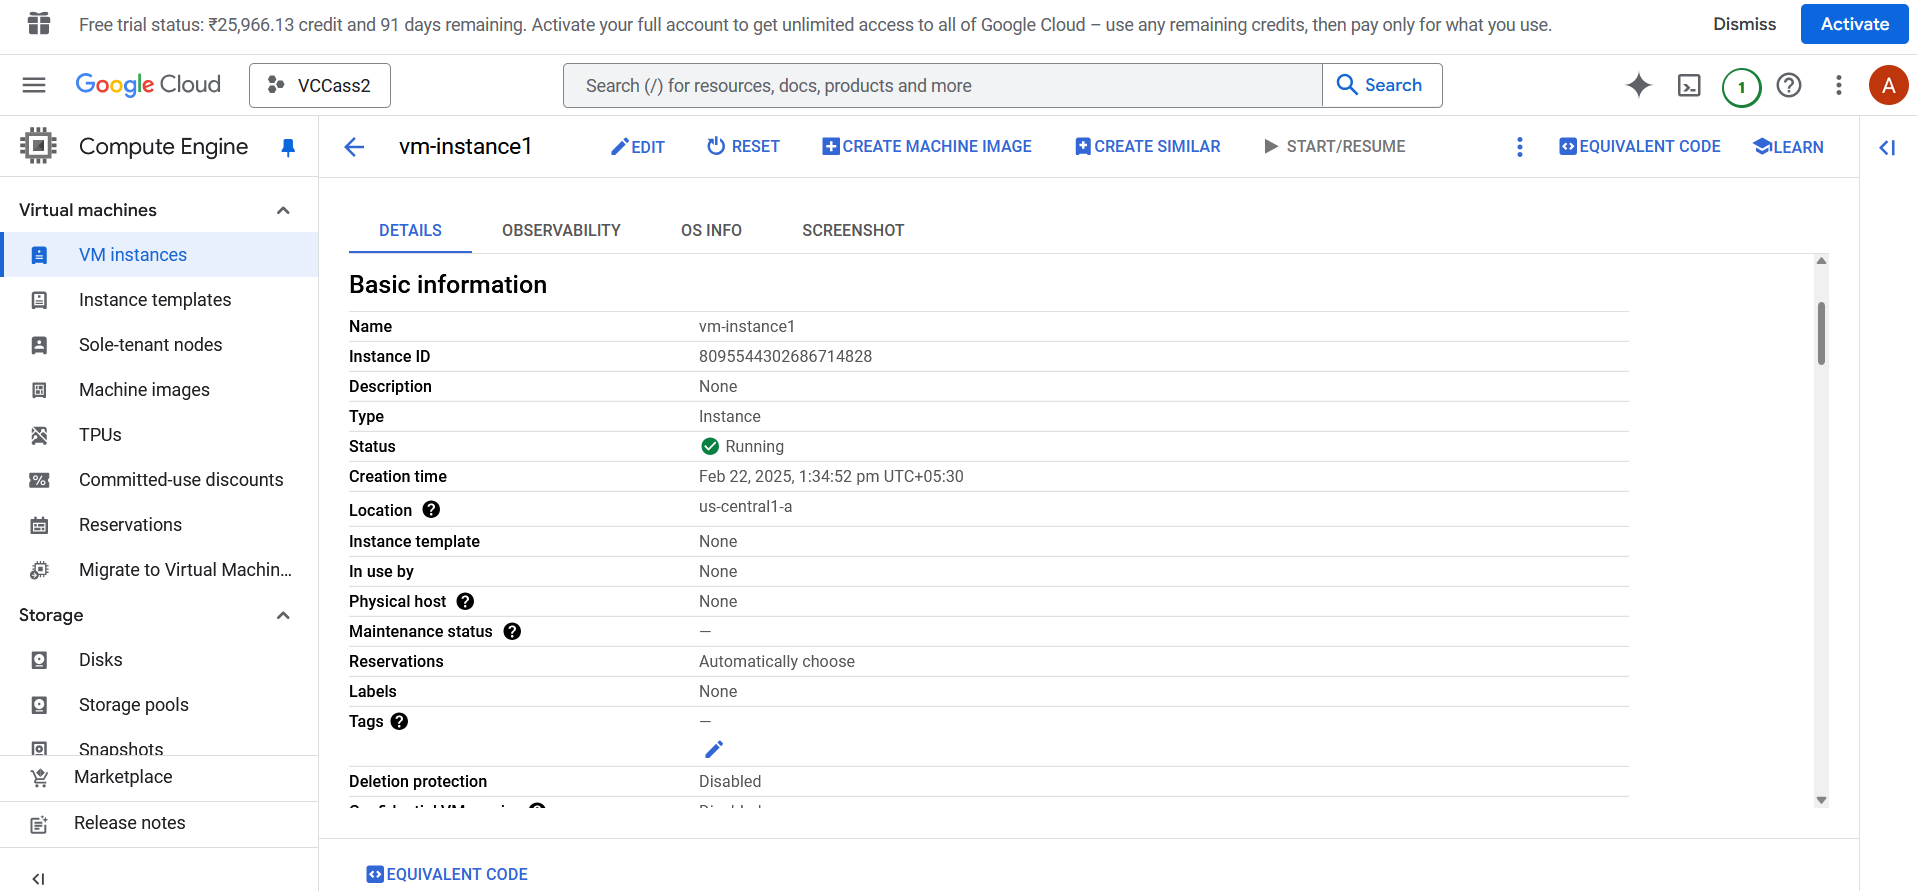 Free trial status: ₹25,966.13 credit and 91 days remaining. Activate your full account to get unlimited access to all of Google Cloud – use any remaining credits, then pay only for what you use.
Dismiss
Activate
Google Cloud
VCCass2
Search (/) for resources, docs, products and more
Search
1
A
Compute Engine
vm-instance1
EDIT
RESET
CREATE MACHINE IMAGE
CREATE SIMILAR
START/RESUME
EQUIVALENT CODE
LEARN
Virtual machines
VM instances
Instance templates
Sole-tenant nodes
Machine images
TPUs
Committed-use discounts
Reservations
Migrate to Virtual Machin...
Storage
Disks
Storage pools
Snapshots
Marketplace
Release notes
DETAILS
OBSERVABILITY
OS INFO
SCREENSHOT
Basic information
Name vm-instance1
Instance ID 8095544302686714828
Description None
Type Instance
Status Running
Creation time Feb 22, 2025, 1:34:52 pm UTC+05:30
Location us-central1-a
Instance template None
In use by None
Physical host None
Maintenance status —
Reservations Automatically choose
Labels None
Tags —
Deletion protection Disabled
EQUIVALENT CODE